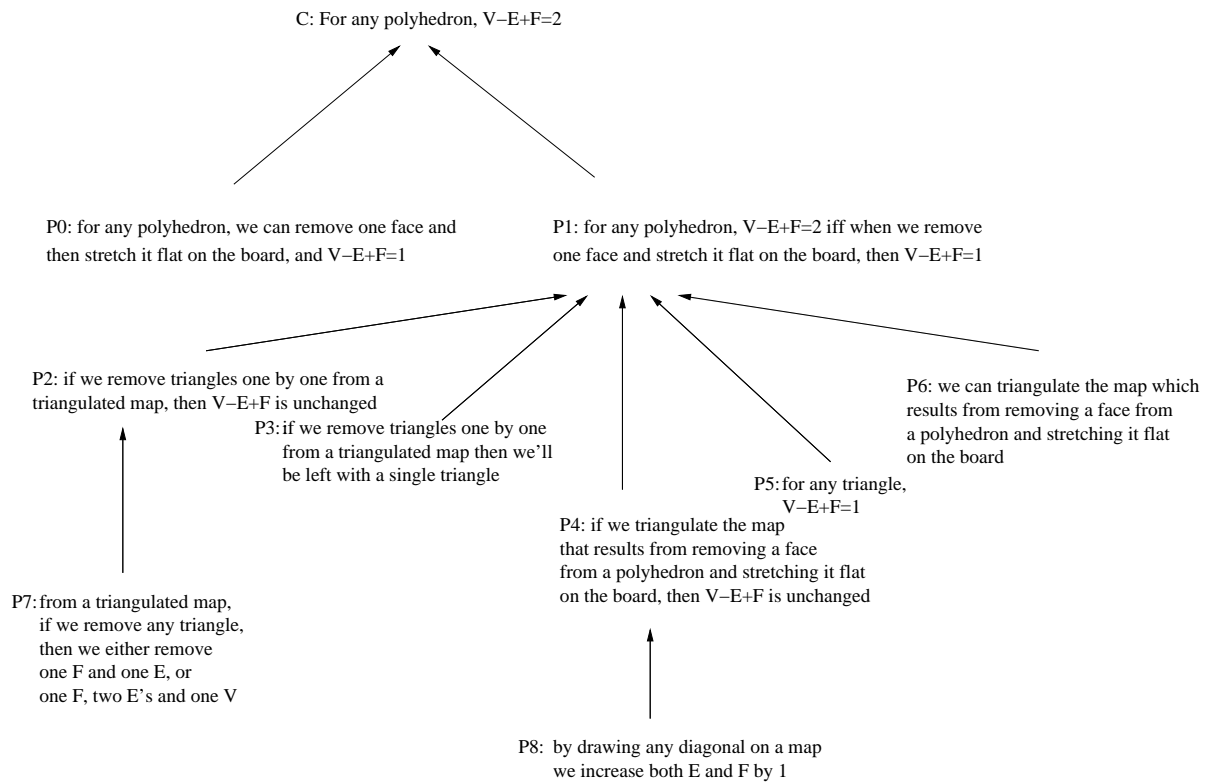 C: For any polyhedron, V−E+F=2
P0: for any polyhedron, we can remove one face and
then stretch it flat on the board, and V−E+F=1
P1: for any polyhedron, V−E+F=2 iff when we remove
one face and stretch it flat on the board, then V−E+F=1
P2: if we remove triangles one by one from a
triangulated map, then V−E+F is unchanged
P3: if we remove triangles one by one
from a triangulated map then we'll
be left with a single triangle
P6: we can triangulate the map which
results from removing a face from
a polyhedron and stretching it flat
on the board
P5: for any triangle,
V−E+F=1
P4: if we triangulate the map
that results from removing a face
from a polyhedron and stretching it flat
on the board, then V−E+F is unchanged
P7: from a triangulated map,
if we remove any triangle,
then we either remove
one F and one E, or
one F, two E's and one V
P8: by drawing any diagonal on a map
we increase both E and F by 1